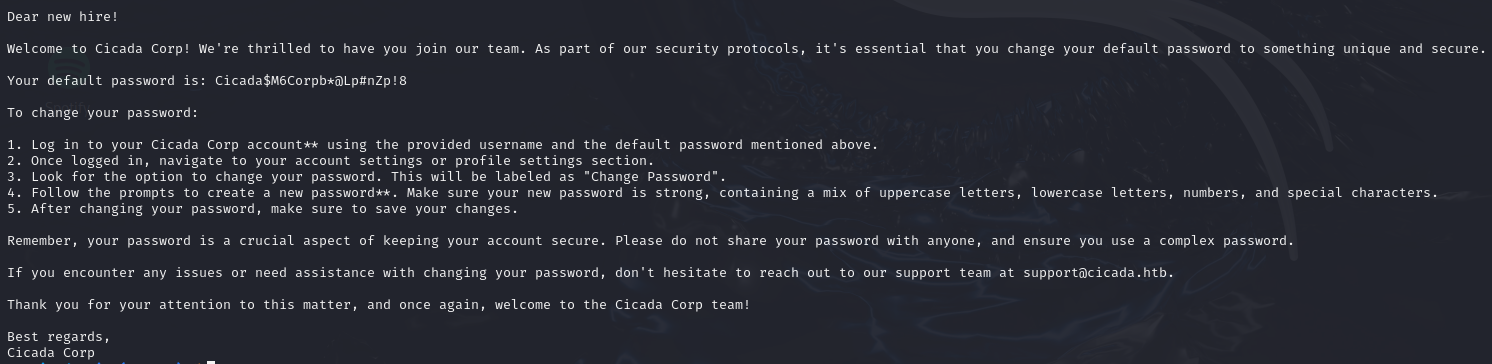 Dear new hire!
Welcome to Cicada Corp! We're thrilled to have you join our team. As part of our security protocols, it's essential that you change your default password to something unique and secure.
Your default password is: Cicada$M6Corpb*@Lp#nZp!8
To change your password:
1. Log in to your Cicada Corp account** using the provided username and the default password mentioned above.
2. Once logged in, navigate to your account settings or profile settings section.
3. Look for the option to change your password. This will be labeled as "Change Password".
4. Follow the prompts to create a new password**. Make sure your new password is strong, containing a mix of uppercase letters, lowercase letters, numbers, and special characters.
5. After changing your password, make sure to save your changes.
Remember, your password is a crucial aspect of keeping your account secure. Please do not share your password with anyone, and ensure you use a complex password.
If you encounter any issues or need assistance with changing your password, don't hesitate to reach out to our support team at support@cicada.htb.
Thank you for your attention to this matter, and once again, welcome to the Cicada Corp team!
Best regards,
Cicada Corp